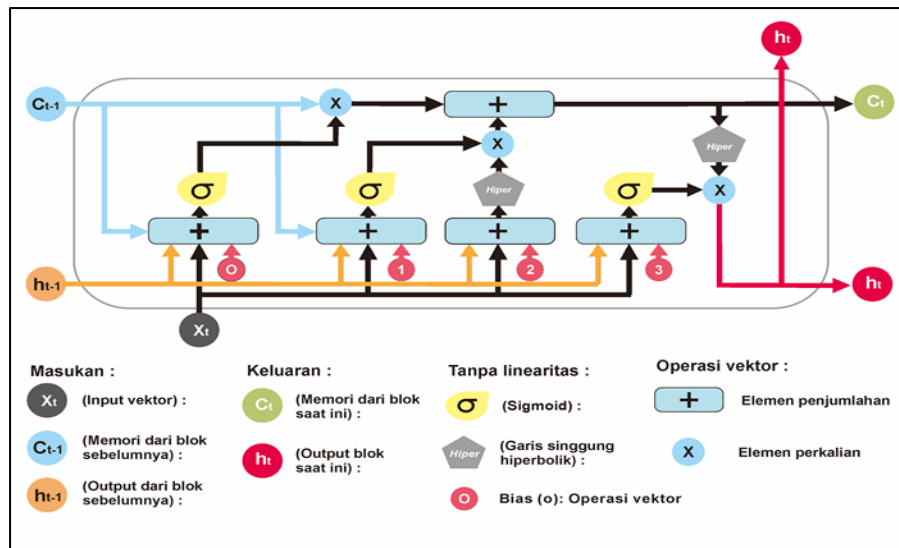 ht
Ct-1
X
+
Ct
X
Hiper
σ
σ
Hiper
σ
X
+
+
+
+
O
1
2
3
ht-1
ht
Xt
Masukan :
Xt
(Input vektor) :
Ct-1
(Memori dari blok
sebelumnya) :
ht-1
(Output dari blok
sebelumnya) :
Keluaran :
Ct
(Memori dari blok
saat ini) :
ht
(Output blok
saat ini) :
Tanpa linearitas :
σ
(Sigmoid) :
Hiper
(Garis singgung
hiperbolik) :
O
Bias (o): Operasi vektor
Operasi vektor :
+
Elemen penjumlahan
X
Elemen perkalian